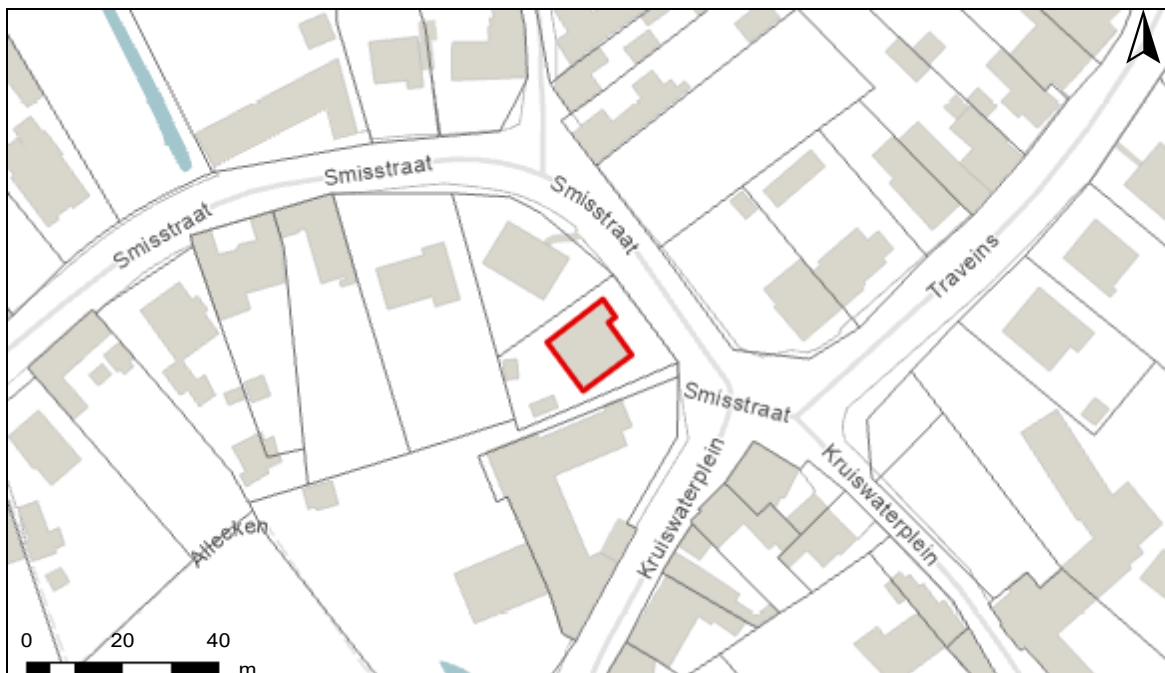 Smisstraat
Smisstraat
Smisstraat
Traveins
Smisstraat
Kruiswaterplein
Kruiswaterplein
Alleeken
0 20 40
m